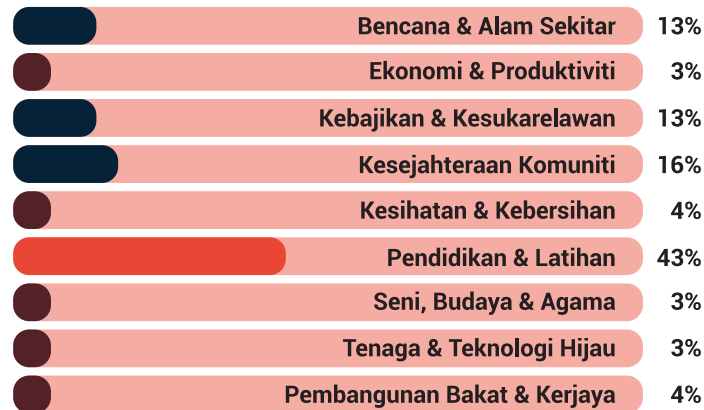 Bencana & Alam Sekitar 13%
Ekonomi & Produktiviti 3%
Kebajikan & Kesukarelawan 13%
Kesejahteraan Komuniti 16%
Kesihatan & Kebersihan 4%
Pendidikan & Latihan 43%
Seni, Budaya & Agama 3%
Tenaga & Teknologi Hijau 3%
Pembangunan Bakat & Kerjaya 4%